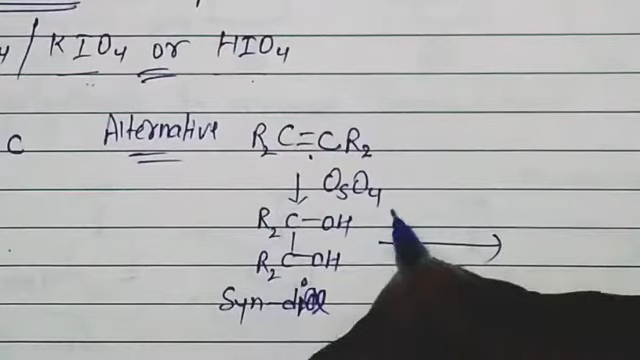 4/KIO4 or HIO4
C Alternative R2C=CR2
↓ OsO4
R2C-OH
R2C-OH
Syn-diol